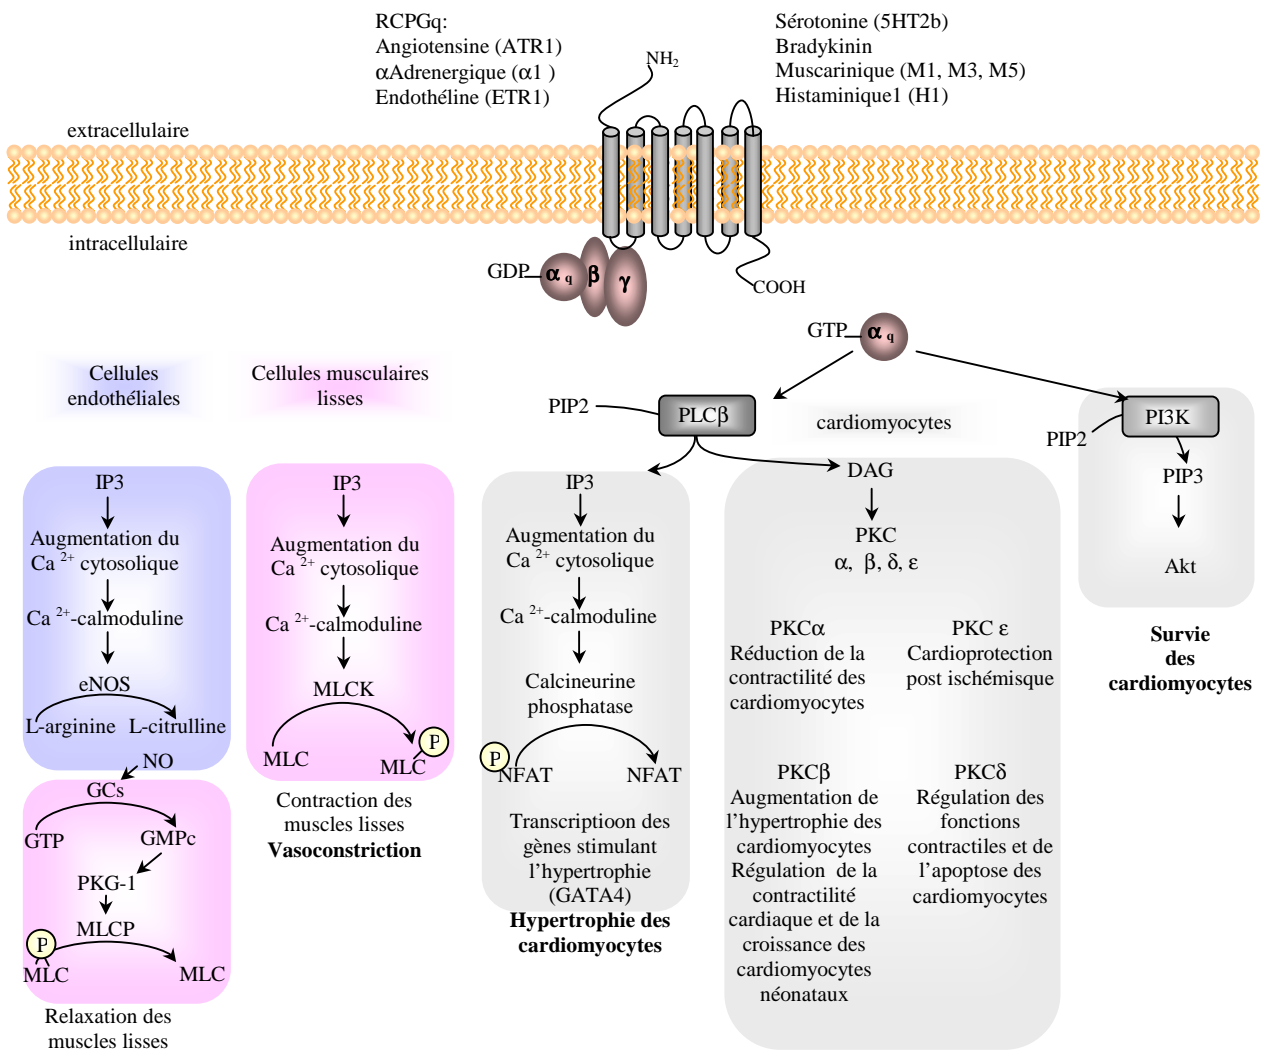 RCPGq:
Angiotensine (ATR1)
αAdrenergique (α1 )
Endothéline (ETR1)
Sérotonine (5HT2b)
Bradykinin
Muscarinique (M1, M3, M5)
Histaminique1 (H1)
NH2
extracellulaire
intracellulaire
GDP
α q
β
γ
COOH
GTP
α q
Cellules
endothéliales
Cellules musculaires
lisses
PIP2
PLCβ
cardiomyocytes
PI3K
PIP2
PIP3
Akt
Survie
des
cardiomyocytes
IP3
Augmentation du
Ca 2+ cytosolique
Ca 2+-calmoduline
eNOS
L-arginine L-citrulline
NO
GCs
GTP
GMPc
PKG-1
MLCP
P
MLC
MLC
Relaxation des
muscles lisses
IP3
Augmentation du
Ca 2+ cytosolique
Ca 2+-calmoduline
MLCK
MLC
P
MLC
Contraction des
muscles lisses
Vasoconstriction
IP3
Augmentation du
Ca 2+ cytosolique
Ca 2+-calmoduline
Calcineurine
phosphatase
P
NFAT
NFAT
Transcriptioon des
gènes stimulant
l'hypertrophie
(GATA4)
Hypertrophie des
cardiomyocytes
DAG
PKC
α, β, δ, ε
PKCα
Réduction de la
contractilité des
cardiomyocytes
PKC ε
Cardioprotection
post ischémisque
PKCβ
Augmentation de
l'hypertrophie des
cardiomyocytes
Régulation de la
contractilité
cardiaque et de la
croissance des
cardiomyocytes
néonataux
PKCδ
Régulation des
fonctions
contractiles et de
l'apoptose des
cardiomyocytes